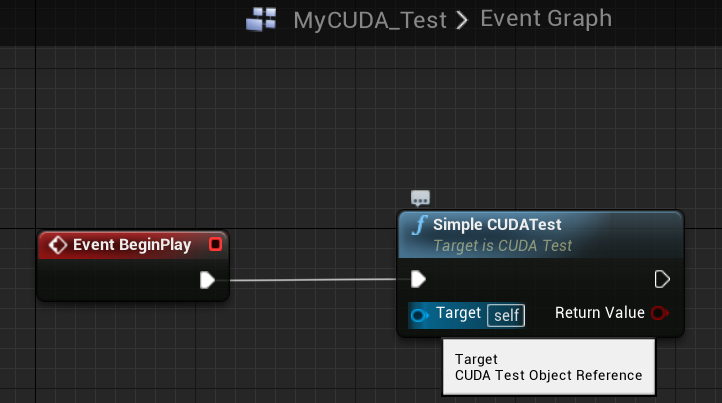 MyCUDA_Test > Event Graph
Event BeginPlay
f Simple CUDATest
Target is CUDA Test
Target self Return Value
Target
CUDA Test Object Reference